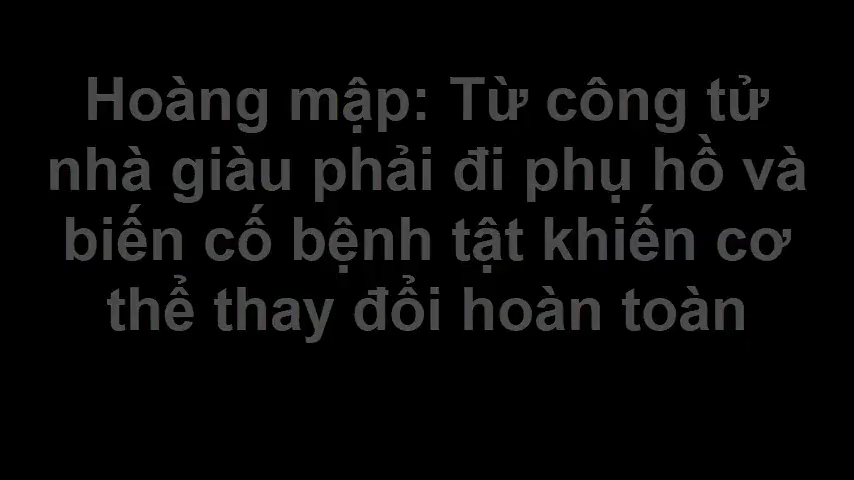 Hoàng mập: Từ công tử
nhà giàu phải đi phụ hồ và
biến cố bệnh tật khiến cơ
thể thay đổi hoàn toàn